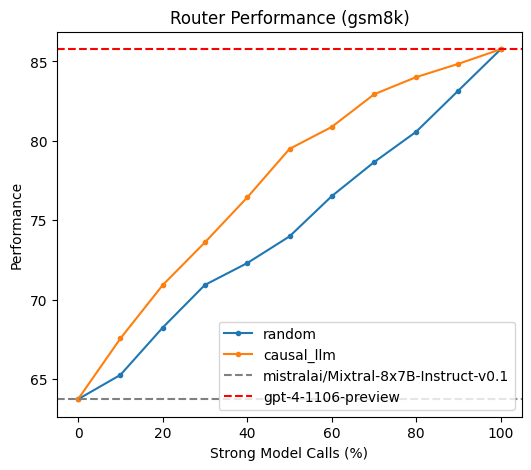 Router Performance (gsm8k)
Performance
85
80
75
70
65
random
causal_llm
mistralai/Mixtral-8x7B-Instruct-v0.1
gpt-4-1106-preview
0
20
40
60
80
100
Strong Model Calls (%)